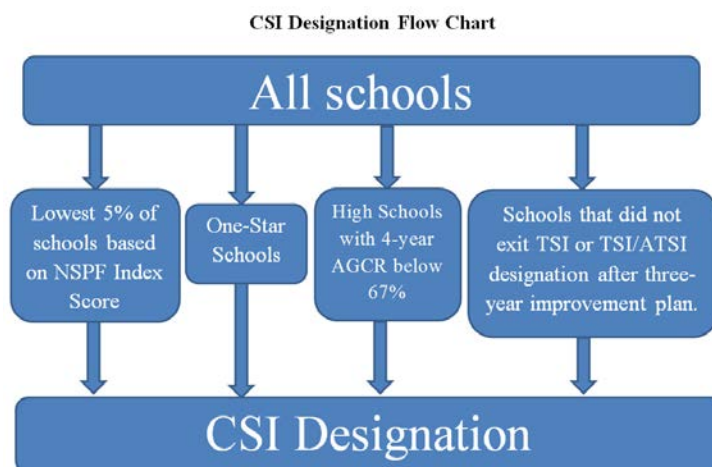 CSI Designation Flow Chart
All schools
Lowest 5% of
schools based
on NSPF Index
Score
One-Star
Schools
High Schools
with 4-year
AGCR below
67%
Schools that did not
exit TSI or TSI/ATSI
designation after three-
year improvement plan.
CSI Designation